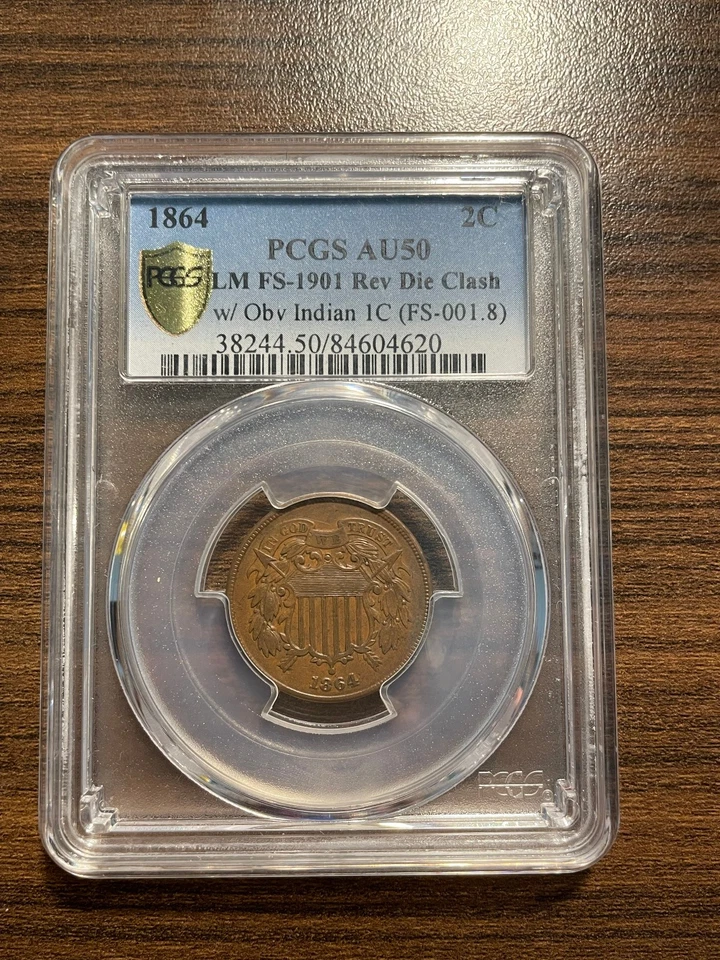 1864 2C
PCGS AU50
PCGS LM FS-1901 Rev Die Clash
w/ Obv Indian 1C (FS-001.8)
38244.50/84604620
IN GOD WE TRUST
1864
PCGS